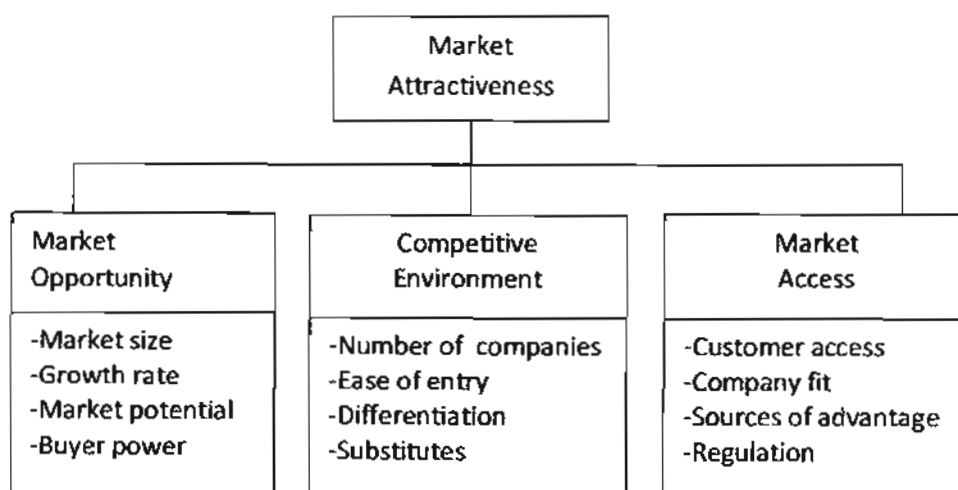 Market
Attractiveness
Market
Opportunity
-Market size
-Growth rate
-Market potential
-Buyer power
Competitive
Environment
-Number of companies
-Ease of entry
-Differentiation
-Substitutes
Market
Access
-Customer access
-Company fit
-Sources of advantage
-Regulation